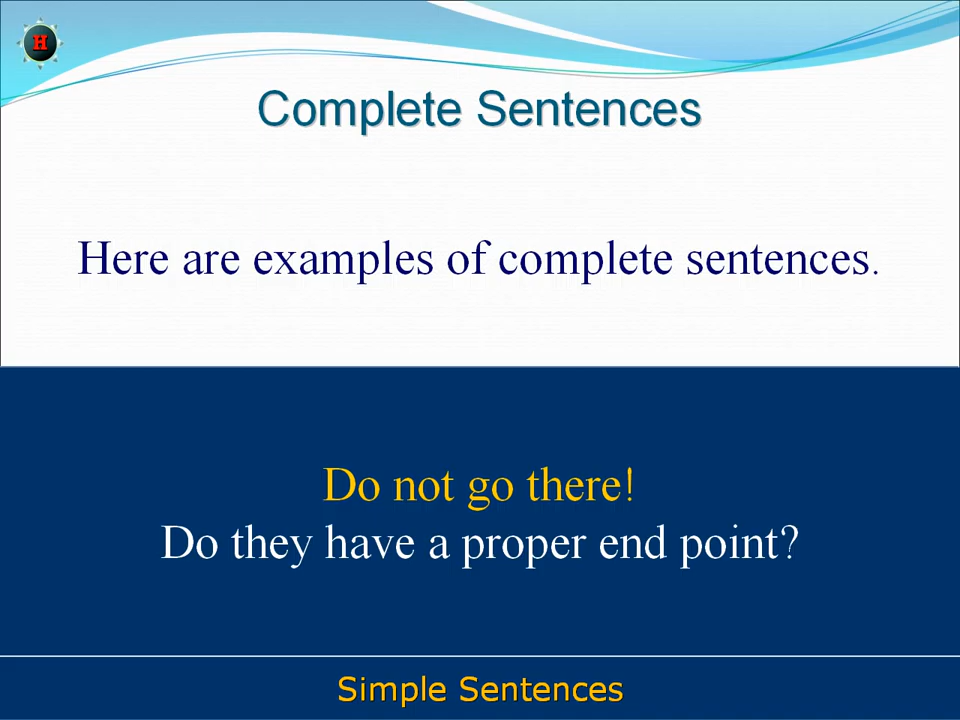 H
Complete Sentences
Here are examples of complete sentences.
Do not go there!
Do they have a proper end point?
Simple Sentences